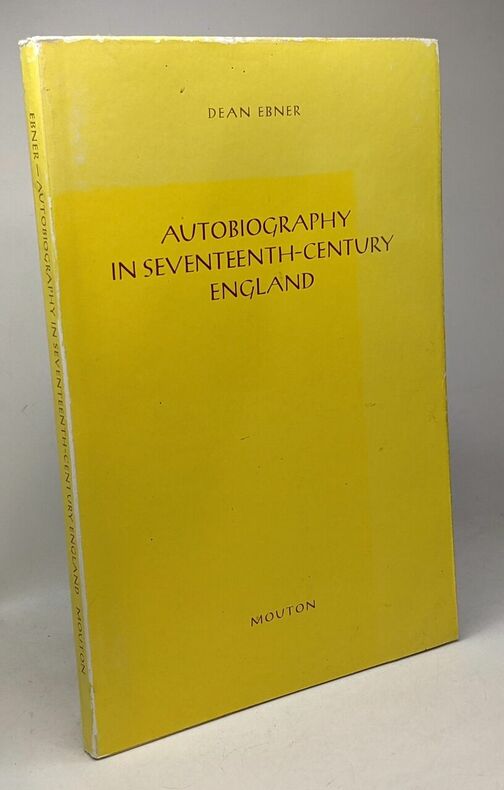 DEAN EBNER
AUTOBIOGRAPHY
IN SEVENTEENTH-CENTURY
ENGLAND
MOUTON
EBNER — AUTOBIOGRAPHY IN SEVENTEENTH-CENTURY ENGLAND MOUTON